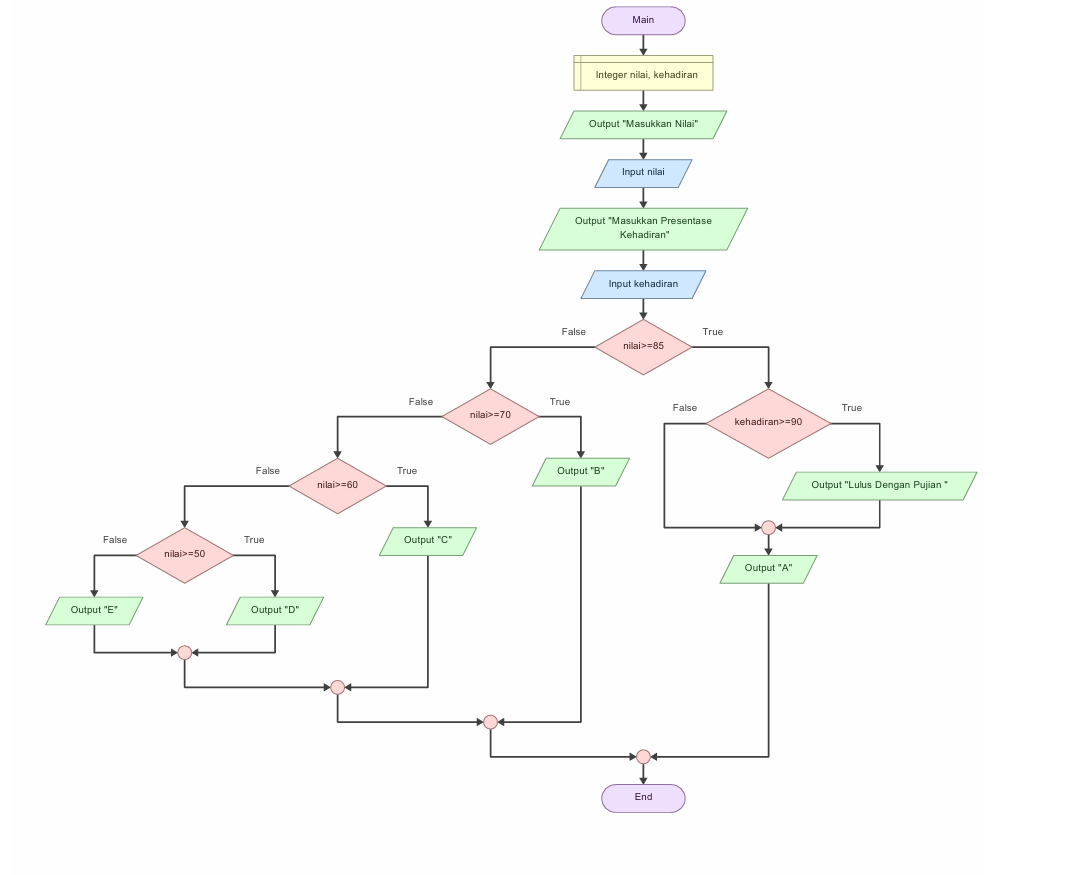 Main
Integer nilai, kehadiran
Output "Masukkan Nilai"
Input nilai
Output "Masukkan Presentase
Kehadiran"
Input kehadiran
False
True
nilai>=85
False
True
nilai>=70
False
True
kehadiran>=90
False
True
nilai>=60
Output "B"
Output "Lulus Dengan Pujian "
False
True
nilai>=50
Output "C"
Output "A"
Output "E"
Output "D"
End